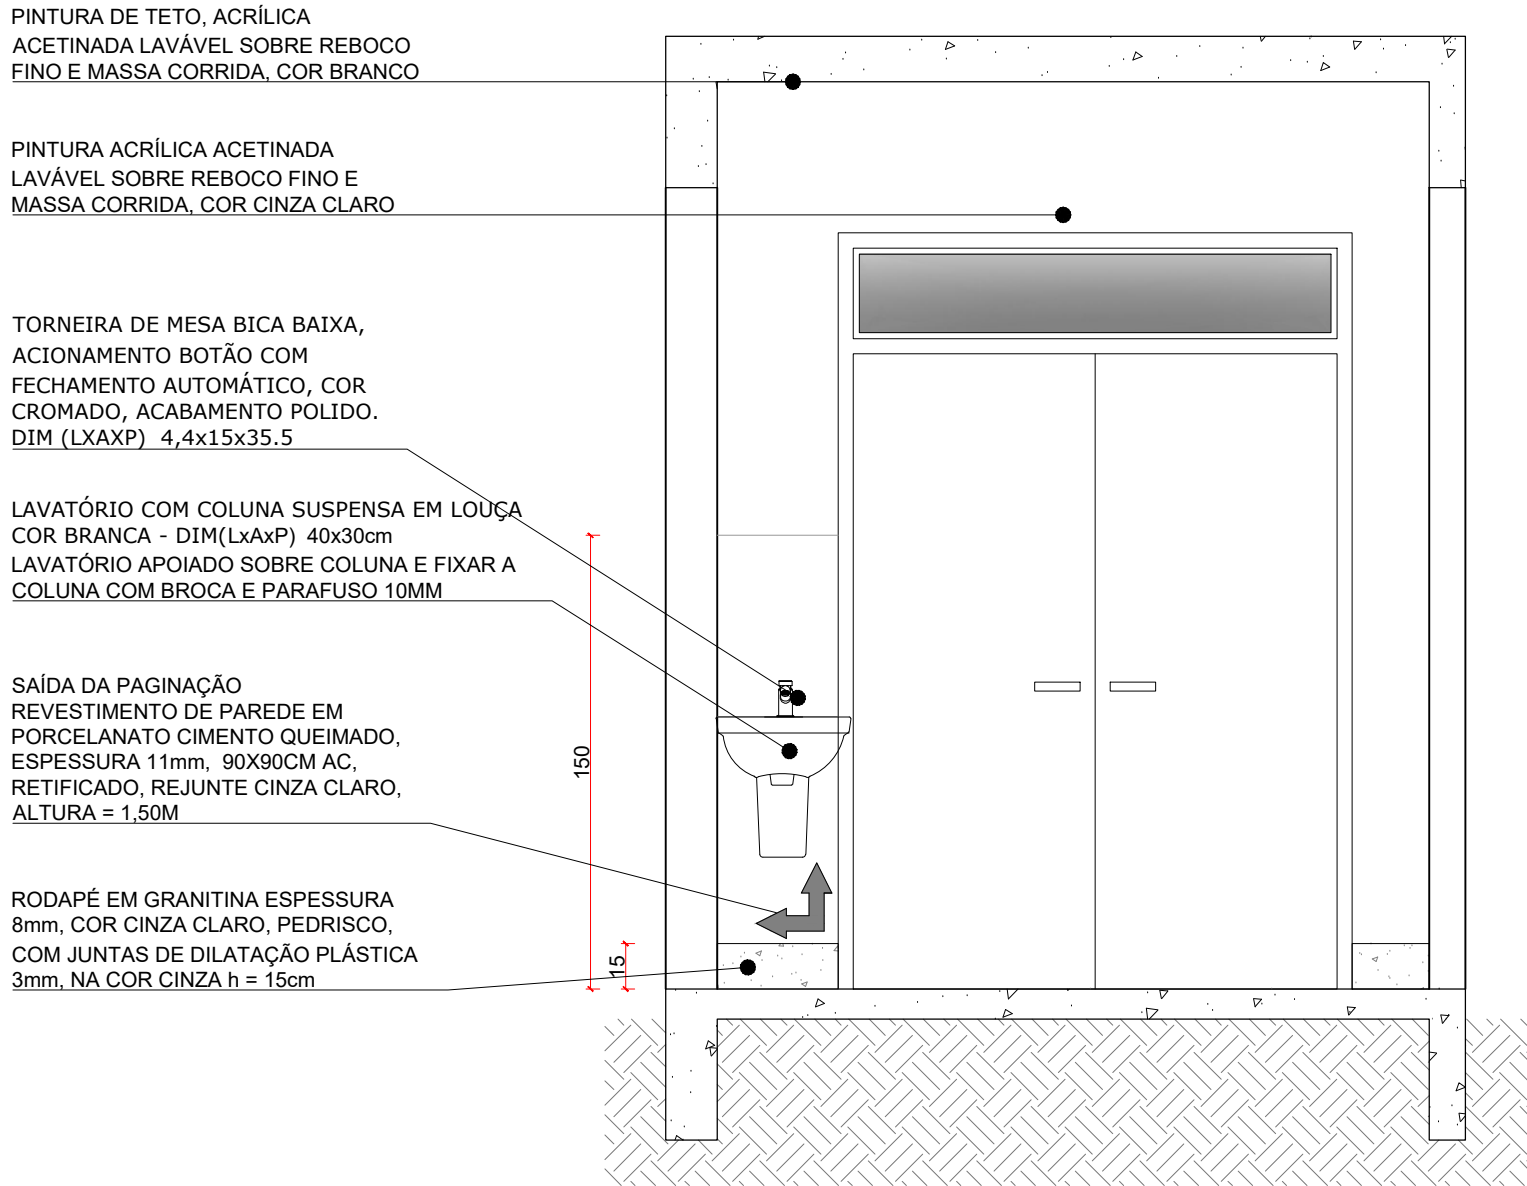 PINTURA DE TETO, ACRÍLICA
ACETINADA LAVÁVEL SOBRE REBOCO
FINO E MASSA CORRIDA, COR BRANCO
PINTURA ACRÍLICA ACETINADA
LAVÁVEL SOBRE REBOCO FINO E
MASSA CORRIDA, COR CINZA CLARO
TORNEIRA DE MESA BICA BAIXA,
ACIONAMENTO BOTÃO COM
FECHAMENTO AUTOMÁTICO, COR
CROMADO, ACABAMENTO POLIDO.
DIM (LXAXP) 4,4x15x35.5
LAVATÓRIO COM COLUNA SUSPENSA EM LOUÇA
COR BRANCA - DIM(LxAxP) 40x30cm
LAVATÓRIO APOIADO SOBRE COLUNA E FIXAR A
COLUNA COM BROCA E PARAFUSO 10MM
SAÍDA DA PAGINAÇÃO
REVESTIMENTO DE PAREDE EM
PORCELANATO CIMENTO QUEIMADO,
ESPESSURA 11mm, 90X90CM AC,
RETIFICADO, REJUNTE CINZA CLARO,
ALTURA = 1,50M
RODAPÉ EM GRANITINA ESPESSURA
8mm, COR CINZA CLARO, PEDRISCO,
COM JUNTAS DE DILATAÇÃO PLÁSTICA
3mm, NA COR CINZA h = 15cm
150
15